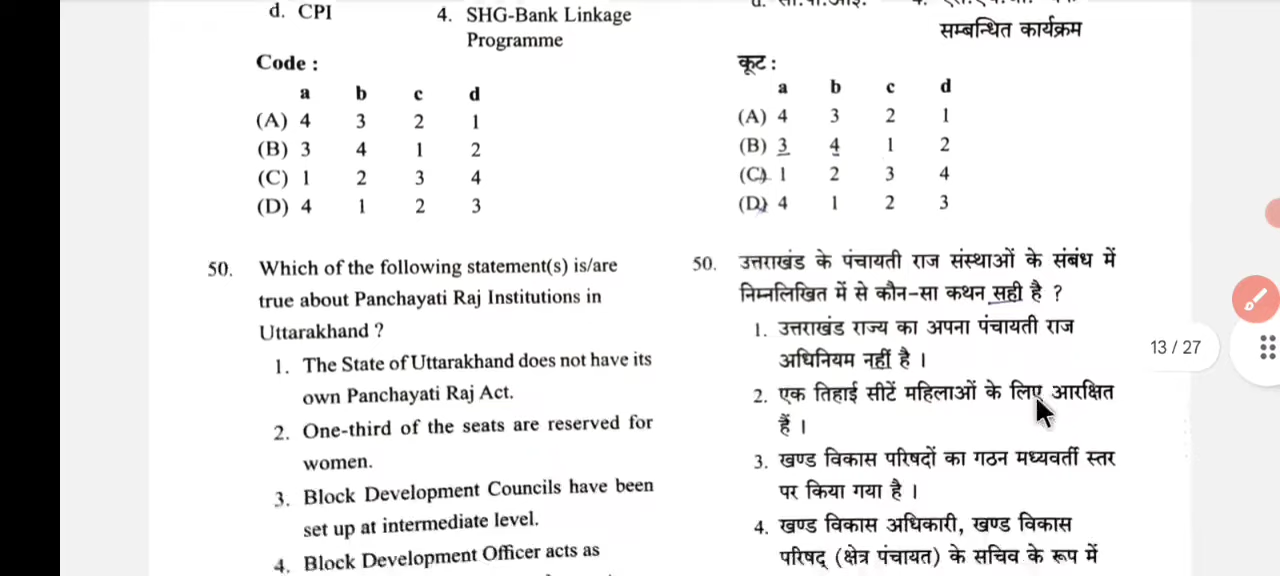 d. CPI
4. SHG-Bank Linkage
Programme
Code :
a b c d
(A) 4 3 2 1
(B) 3 4 1 2
(C) 1 2 3 4
(D) 4 1 2 3
50. Which of the following statement(s) is/are
true about Panchayati Raj Institutions in
Uttarakhand ?
1. The State of Uttarakhand does not have its
own Panchayati Raj Act.
2. One-third of the seats are reserved for
women.
3. Block Development Councils have been
set up at intermediate level.
4. Block Development Officer acts as
सम्बन्धित कार्यक्रम
कूट :
a b c d
(A) 4 3 2 1
(B) 3 4 1 2
(C) 1 2 3 4
(D) 4 1 2 3
50. उत्तराखंड के पंचायती राज संस्थाओं के संबंध में
निम्नलिखित में से कौन-सा कथन सही है ?
1. उत्तराखंड राज्य का अपना पंचायती राज
अधिनियम नहीं है ।
2. एक तिहाई सीटें महिलाओं के लिए आरक्षित
हैं ।
3. खण्ड विकास परिषदों का गठन मध्यवर्ती स्तर
पर किया गया है ।
4. खण्ड विकास अधिकारी, खण्ड विकास
परिषद् (क्षेत्र पंचायत) के सचिव के रूप में
13 / 27